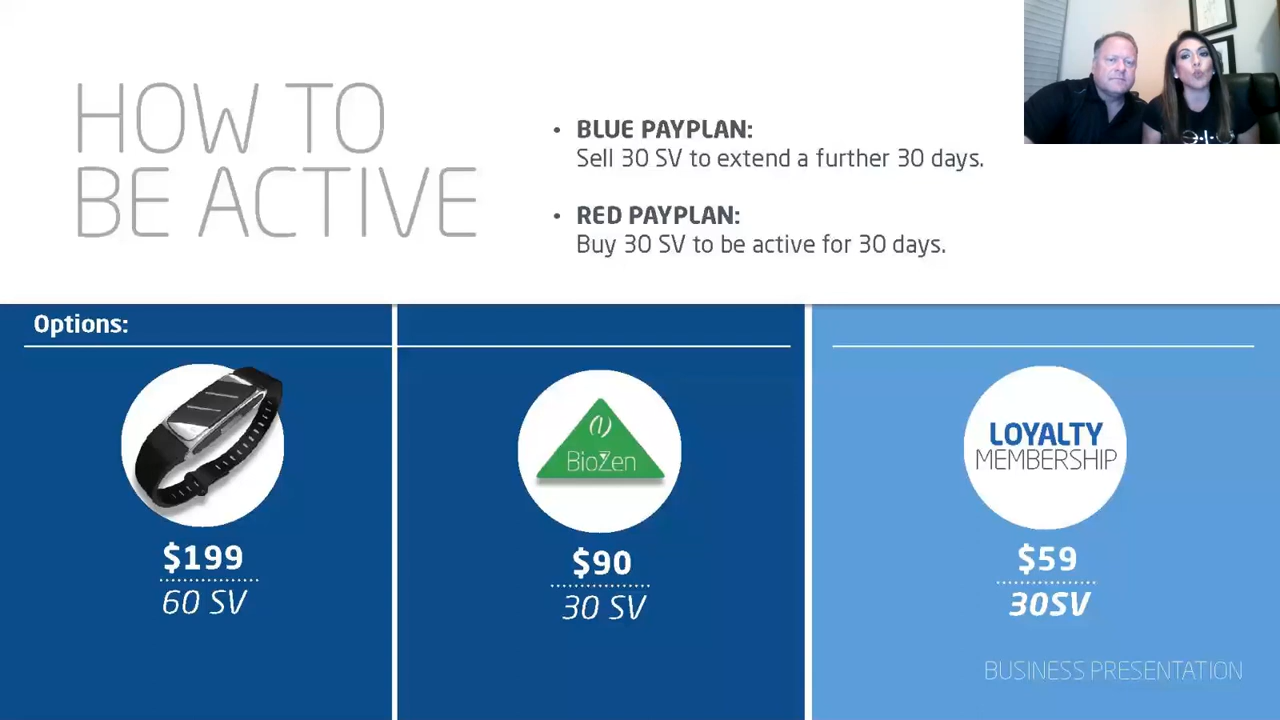 HOW TO
BE ACTIVE
• BLUE PAYPLAN:
Sell 30 SV to extend a further 30 days.
• RED PAYPLAN:
Buy 30 SV to be active for 30 days.
Options:
BioZen
LOYALTY
MEMBERSHIP
$199
60 SV
$90
30 SV
$59
30SV
BUSINESS PRESENTATION